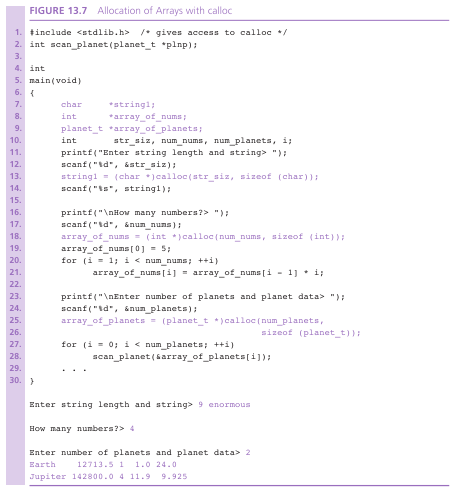 FIGURE 13.7 Allocation of Arrays with calloc
1. #include <stdlib.h> /* gives access to calloc */
2. int scan_planet(planet_t *plnp);
3.
4. int
5. main(void)
6. {
7. char *string1;
8. int *array_of_nums;
9. planet_t *array_of_planets;
10. int str_siz, num_nums, num_planets, i;
11. printf("Enter string length and string> ");
12. scanf("%d", &str_siz);
13. string1 = (char *)calloc(str_siz, sizeof (char));
14. scanf("%s", string1);
15.
16. printf("\nHow many numbers?> ");
17. scanf("%d", &num_nums);
18. array_of_nums = (int *)calloc(num_nums, sizeof (int));
19. array_of_nums[0] = 5;
20. for (i = 1; i < num_nums; ++i)
21. array_of_nums[i] = array_of_nums[i - 1] * i;
22.
23. printf("\nEnter number of planets and planet data> ");
24. scanf("%d", &num_planets);
25. array_of_planets = (planet_t *)calloc(num_planets,
26. sizeof (planet_t));
27. for (i = 0; i < num_planets; ++i)
28. scan_planet(&array_of_planets[i]);
29. . . .
30. }
Enter string length and string> 9 enormous
How many numbers?> 4
Enter number of planets and planet data> 2
Earth 12713.5 1 1.0 24.0
Jupiter 142800.0 4 11.9 9.925